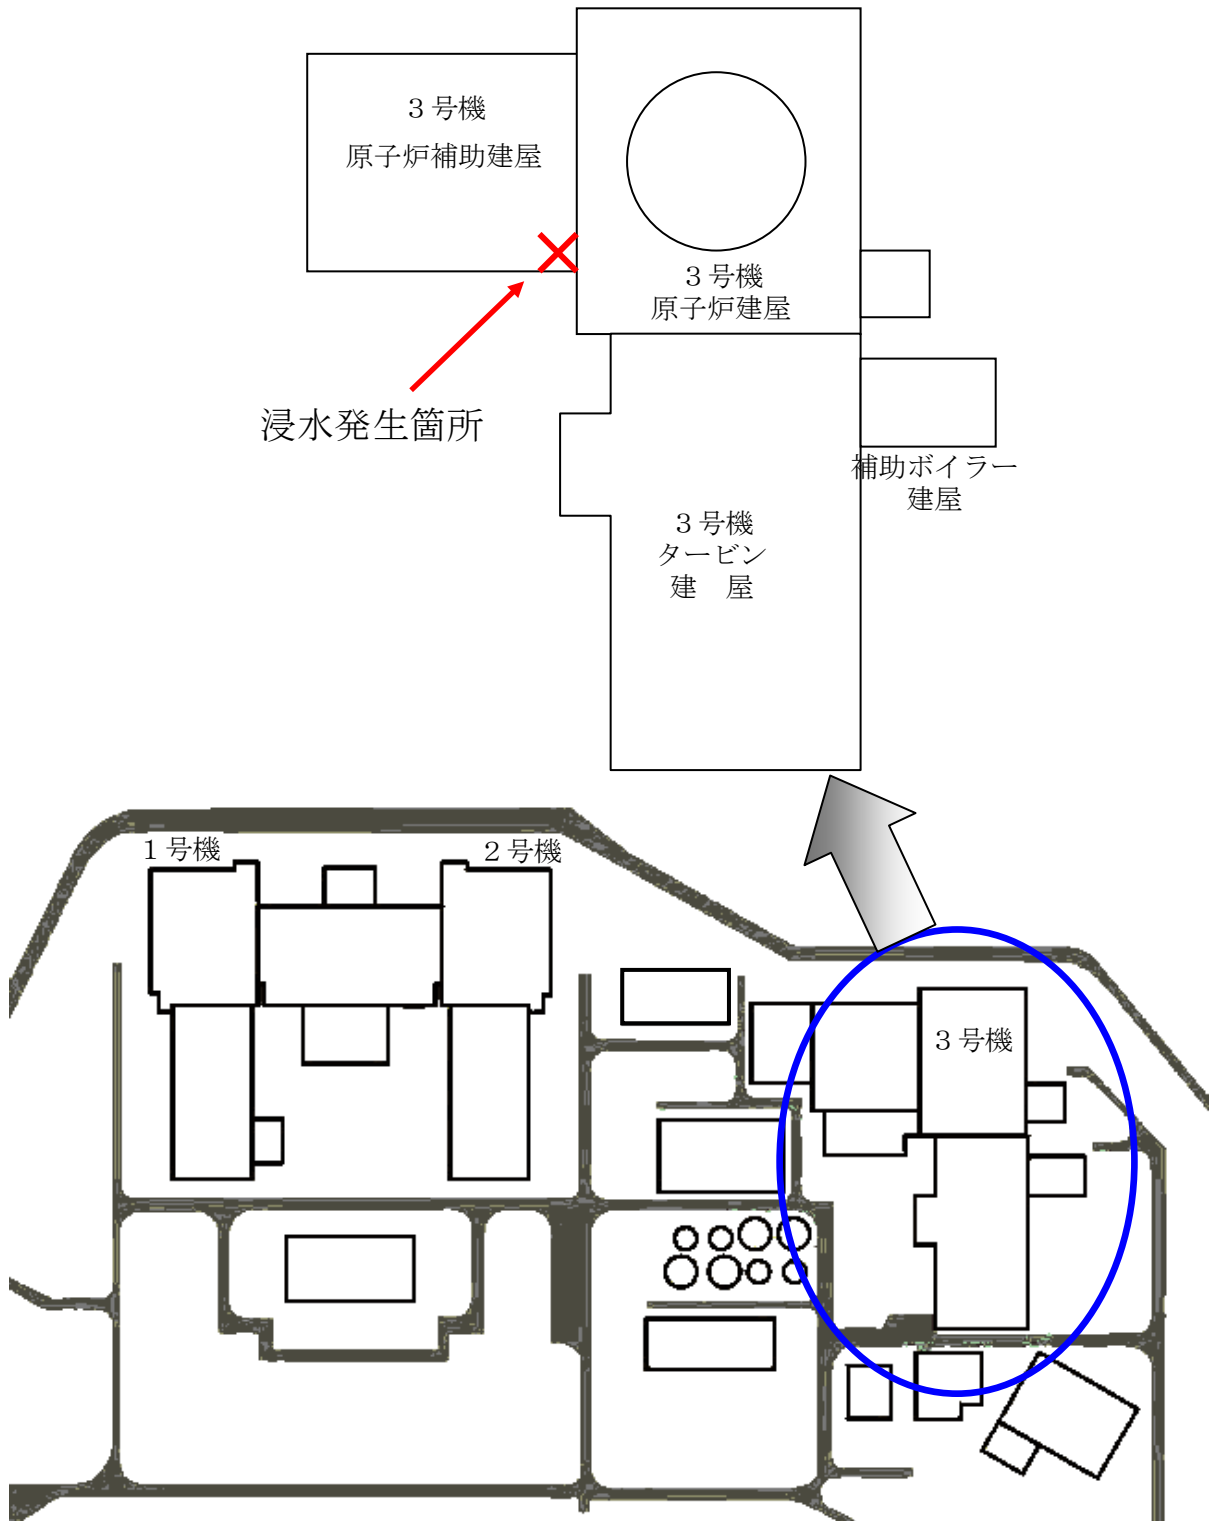 ３号機
原子炉補助建屋
３号機
原子炉建屋
浸水発生箇所
補助ボイラー
建屋
３号機
タービン
建　屋
１号機
２号機
３号機